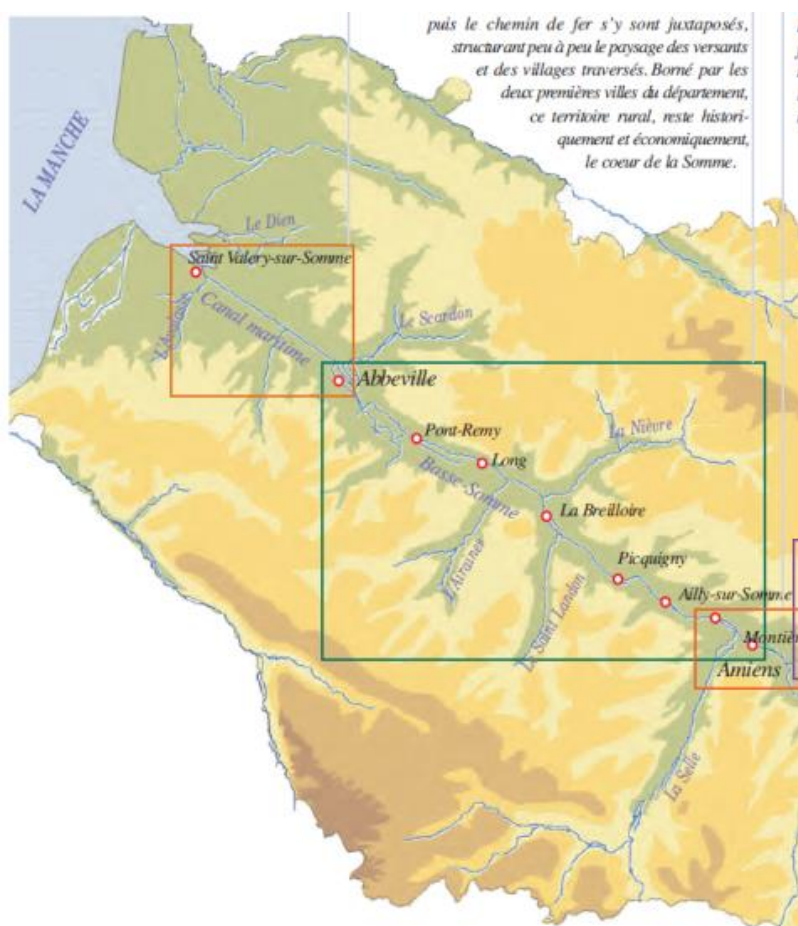 puis le chemin de fer s'y sont juxtaposés,
structurant peu à peu le paysage des versants
et des villages traversés. Borné par les
deux premières villes du département,
ce territoire rural, reste histori-
quement et économiquement,
le coeur de la Somme.
LA MANCHE
Le Dien
Saint Valery-sur-Somme
Canal maritime
Le Scardon
Abbeville
Pont-Remy
La Nièvre
Long
Basse-Somme
La Breilloire
L'Airaines
Picquigny
Le Saint Landon
Ailly-sur-Somme
Montièr
Amiens
La Selle